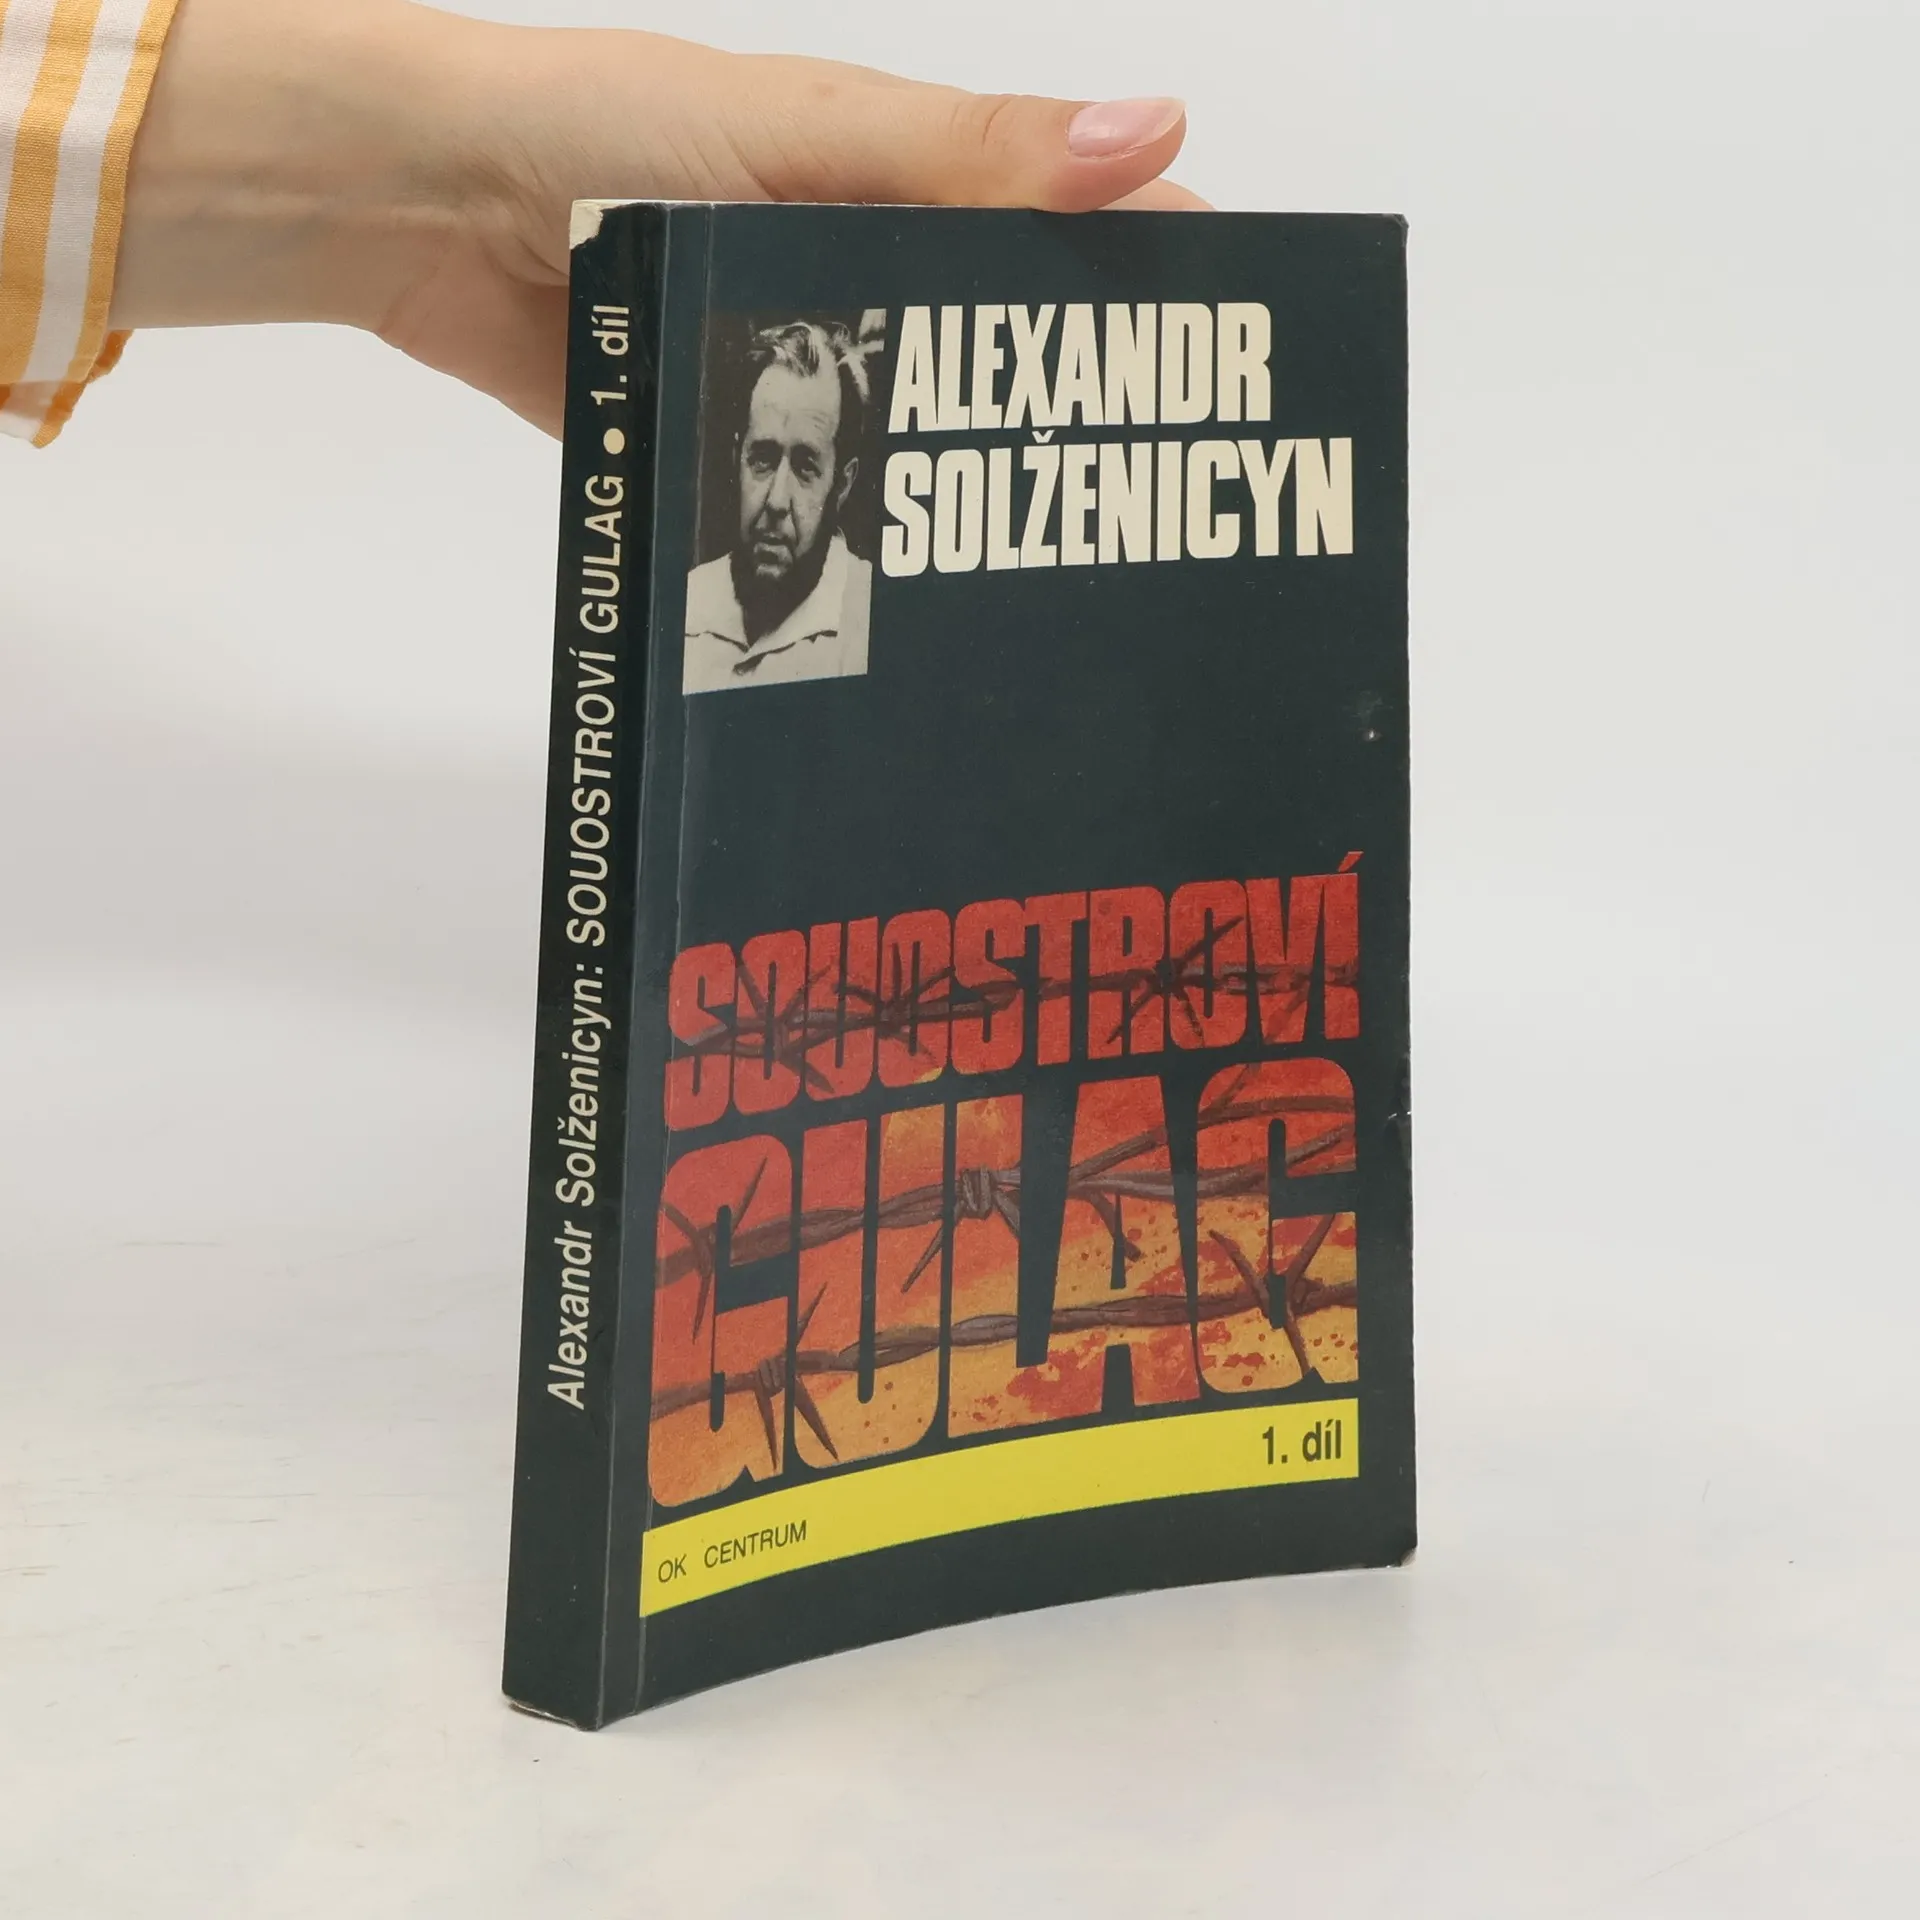 Alexandr Solženicyn: SOUOSTROVÍ GULAG ● 1. díl
ALEXANDR
SOLŽENICYN
SOUOSTROVÍ
GULAG
1. díl
OK CENTRUM